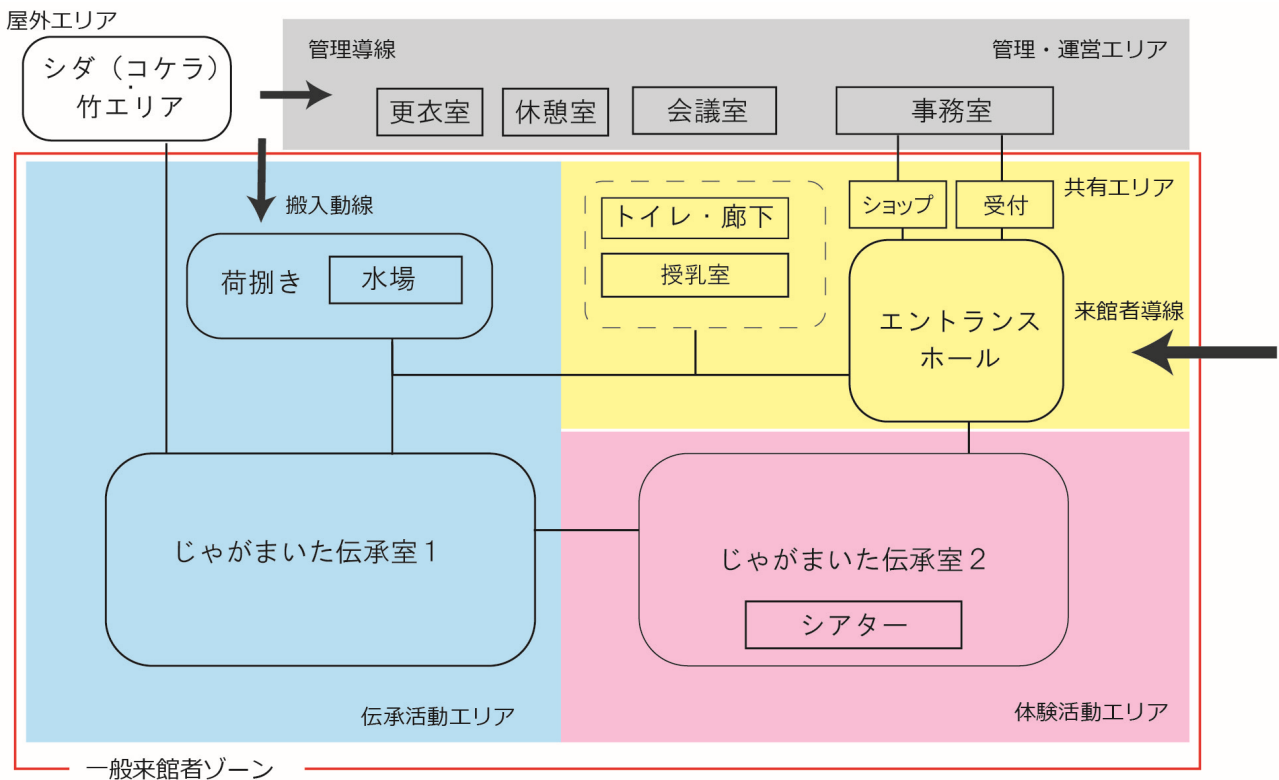 屋外エリア
シダ（コケラ）
・
竹エリア
管理導線
管理・運営エリア
更衣室
休憩室
会議室
事務室
搬入動線
荷捌き
水場
トイレ・廊下
授乳室
ショップ
受付
共有エリア
エントランス
ホール
来館者導線
じゃがまいた伝承室１
じゃがまいた伝承室２
シアター
伝承活動エリア
体験活動エリア
一般来館者ゾーン